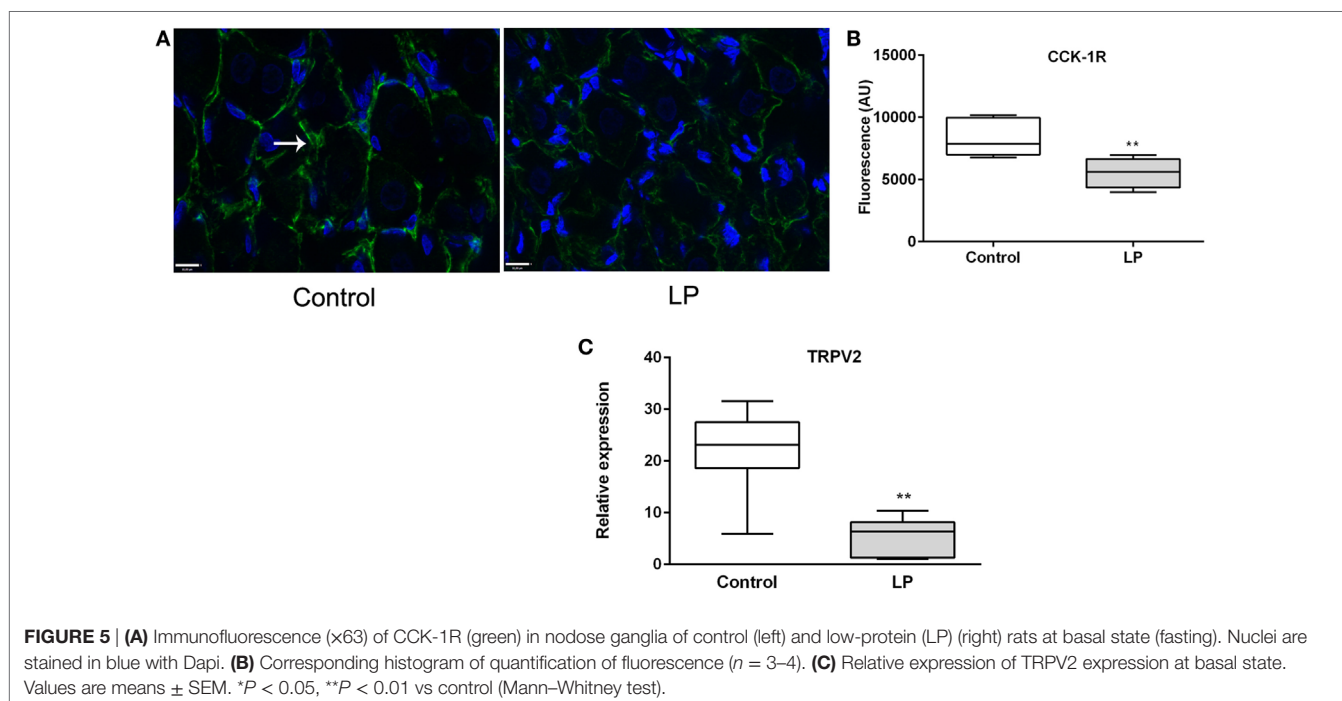 A
Control
LP
B
CCK-1R
Fluorescence (AU)
15000
10000
5000
0
**
Control
LP
C
TRPV2
Relative expression
40
30
20
10
0
**
Control
LP
FIGURE 5 | (A) Immunofluorescence (×63) of CCK-1R (green) in nodose ganglia of control (left) and low-protein (LP) (right) rats at basal state (fasting). Nuclei are
stained in blue with Dapi. (B) Corresponding histogram of quantification of fluorescence (n = 3–4). (C) Relative expression of TRPV2 expression at basal state.
Values are means ± SEM. *P < 0.05, **P < 0.01 vs control (Mann–Whitney test).